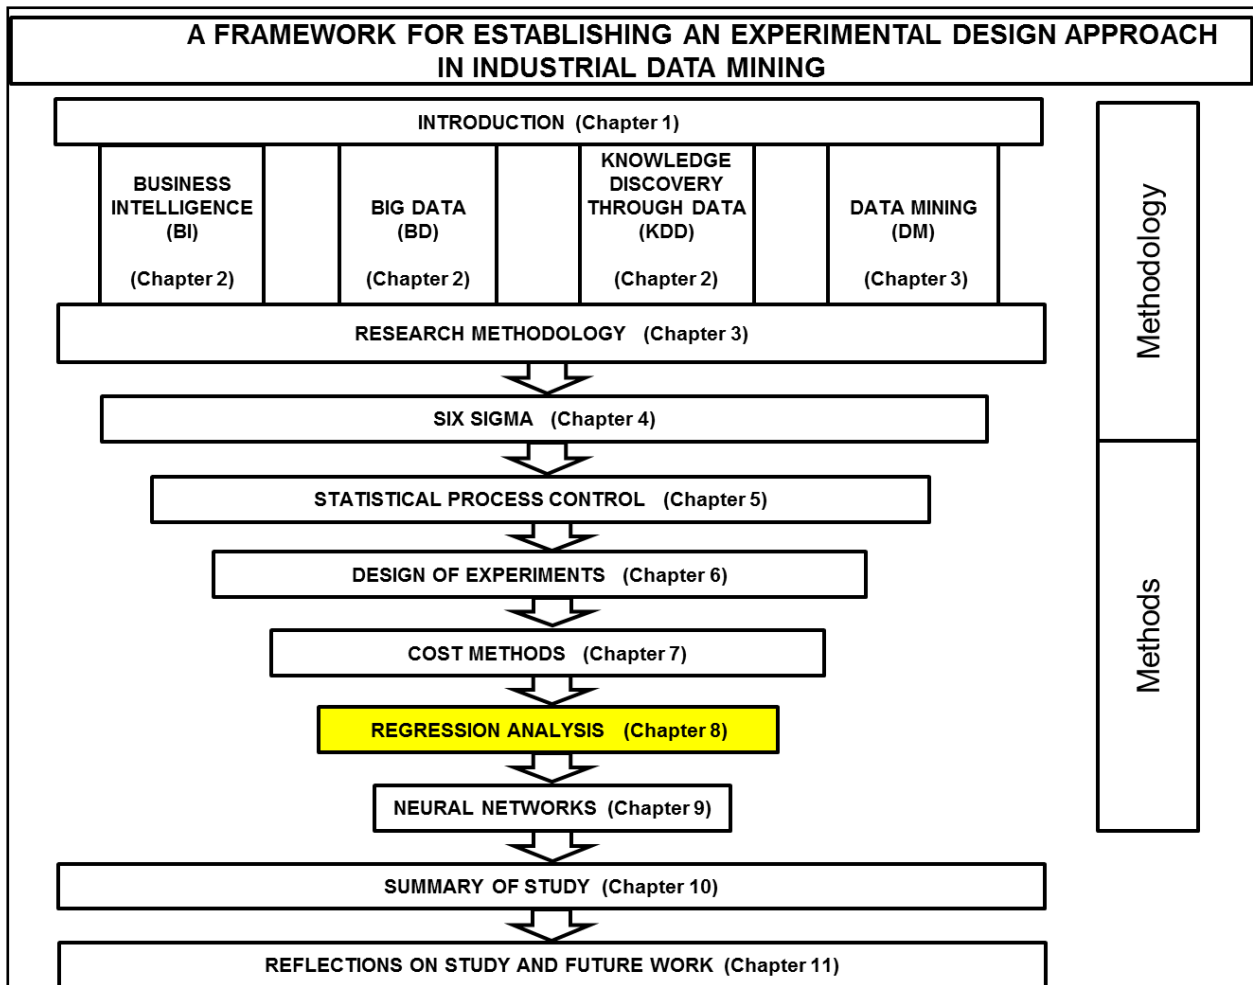 A FRAMEWORK FOR ESTABLISHING AN EXPERIMENTAL DESIGN APPROACH
IN INDUSTRIAL DATA MINING
INTRODUCTION (Chapter 1)
BUSINESS
INTELLIGENCE
(BI)
(Chapter 2)
BIG DATA
(BD)
(Chapter 2)
KNOWLEDGE
DISCOVERY
THROUGH DATA
(KDD)
(Chapter 2)
DATA MINING
(DM)
(Chapter 3)
RESEARCH METHODOLOGY (Chapter 3)
SIX SIGMA (Chapter 4)
STATISTICAL PROCESS CONTROL (Chapter 5)
DESIGN OF EXPERIMENTS (Chapter 6)
COST METHODS (Chapter 7)
REGRESSION ANALYSIS (Chapter 8)
NEURAL NETWORKS (Chapter 9)
SUMMARY OF STUDY (Chapter 10)
REFLECTIONS ON STUDY AND FUTURE WORK (Chapter 11)
Methodology
Methods